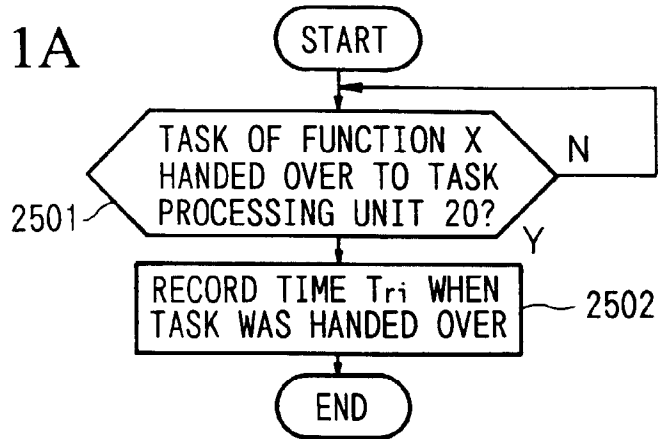 1A
START
TASK OF FUNCTION X
HANDED OVER TO TASK
PROCESSING UNIT 20?
N
2501
Y
RECORD TIME Tri WHEN
TASK WAS HANDED OVER
2502
END